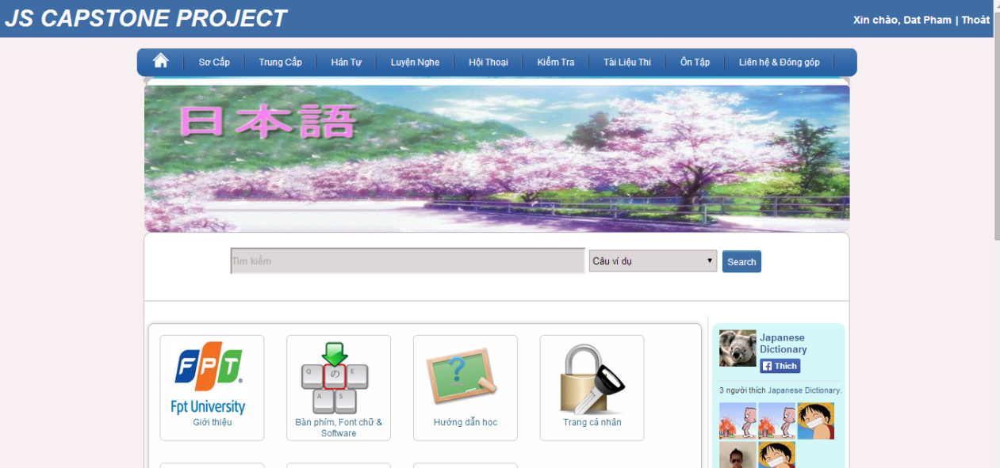 JS CAPSTONE PROJECT
Xin chào, Dat Pham | Thoát
Sơ Cấp Trung Cấp Hán Tự Luyện Nghe Hội Thoại Kiểm Tra Tài Liệu Thi Ôn Tập Liên hệ & Đóng góp
日本語
Tìm kiếm Câu ví dụ Search
FPT
Fpt University
Giới thiệu
Q の E
A S
Bàn phím, Font chữ &
Software
?
Hướng dẫn học
Trang cá nhân
Japanese
Dictionary
Thích
3 người thích Japanese Dictionary.